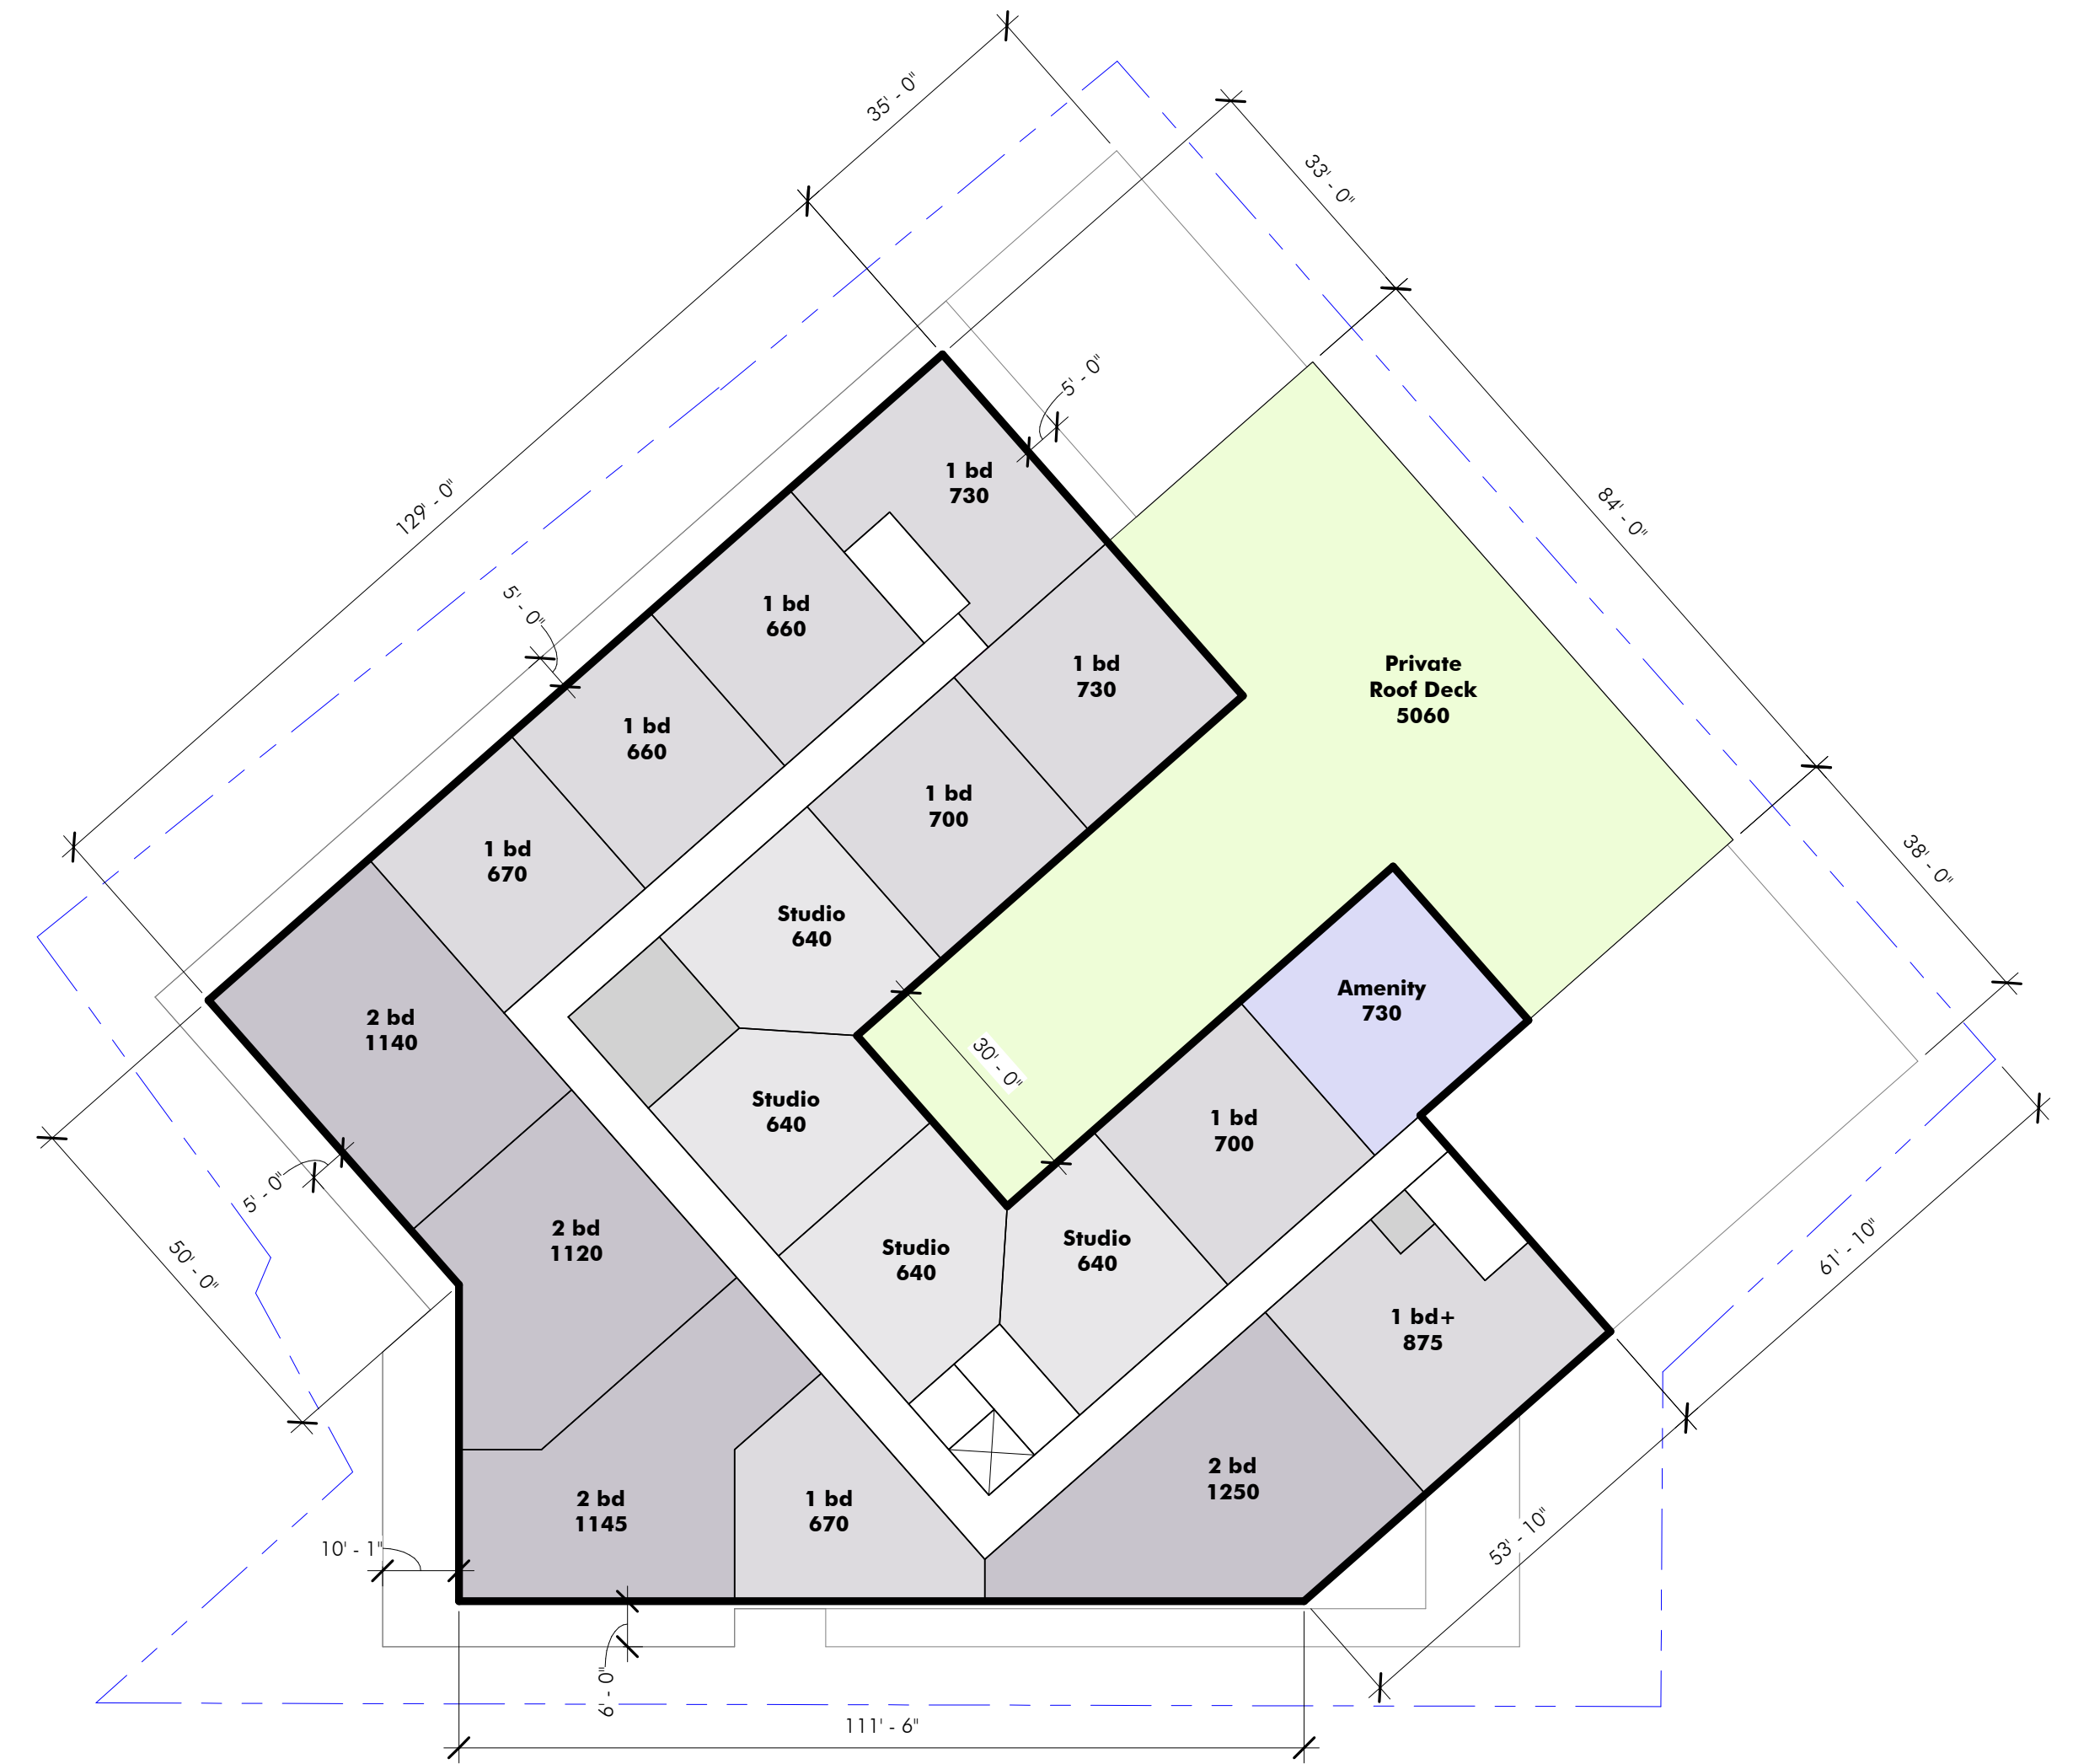 35' - 0"
33' - 0"
5' - 0"
129' - 0"
1 bd
730
84' - 0"
5' - 0"
1 bd
660
1 bd
730
Private
Roof Deck
5060
1 bd
660
1 bd
700
1 bd
670
38' - 0"
Studio
640
Amenity
730
2 bd
1140
30' - 0"
Studio
640
1 bd
700
5' - 0"
2 bd
1120
Studio
640
Studio
640
50' - 0"
61' - 10"
1 bd+
875
2 bd
1250
2 bd
1145
1 bd
670
53' - 10"
10' - 1"
6' - 0"
111' - 6"